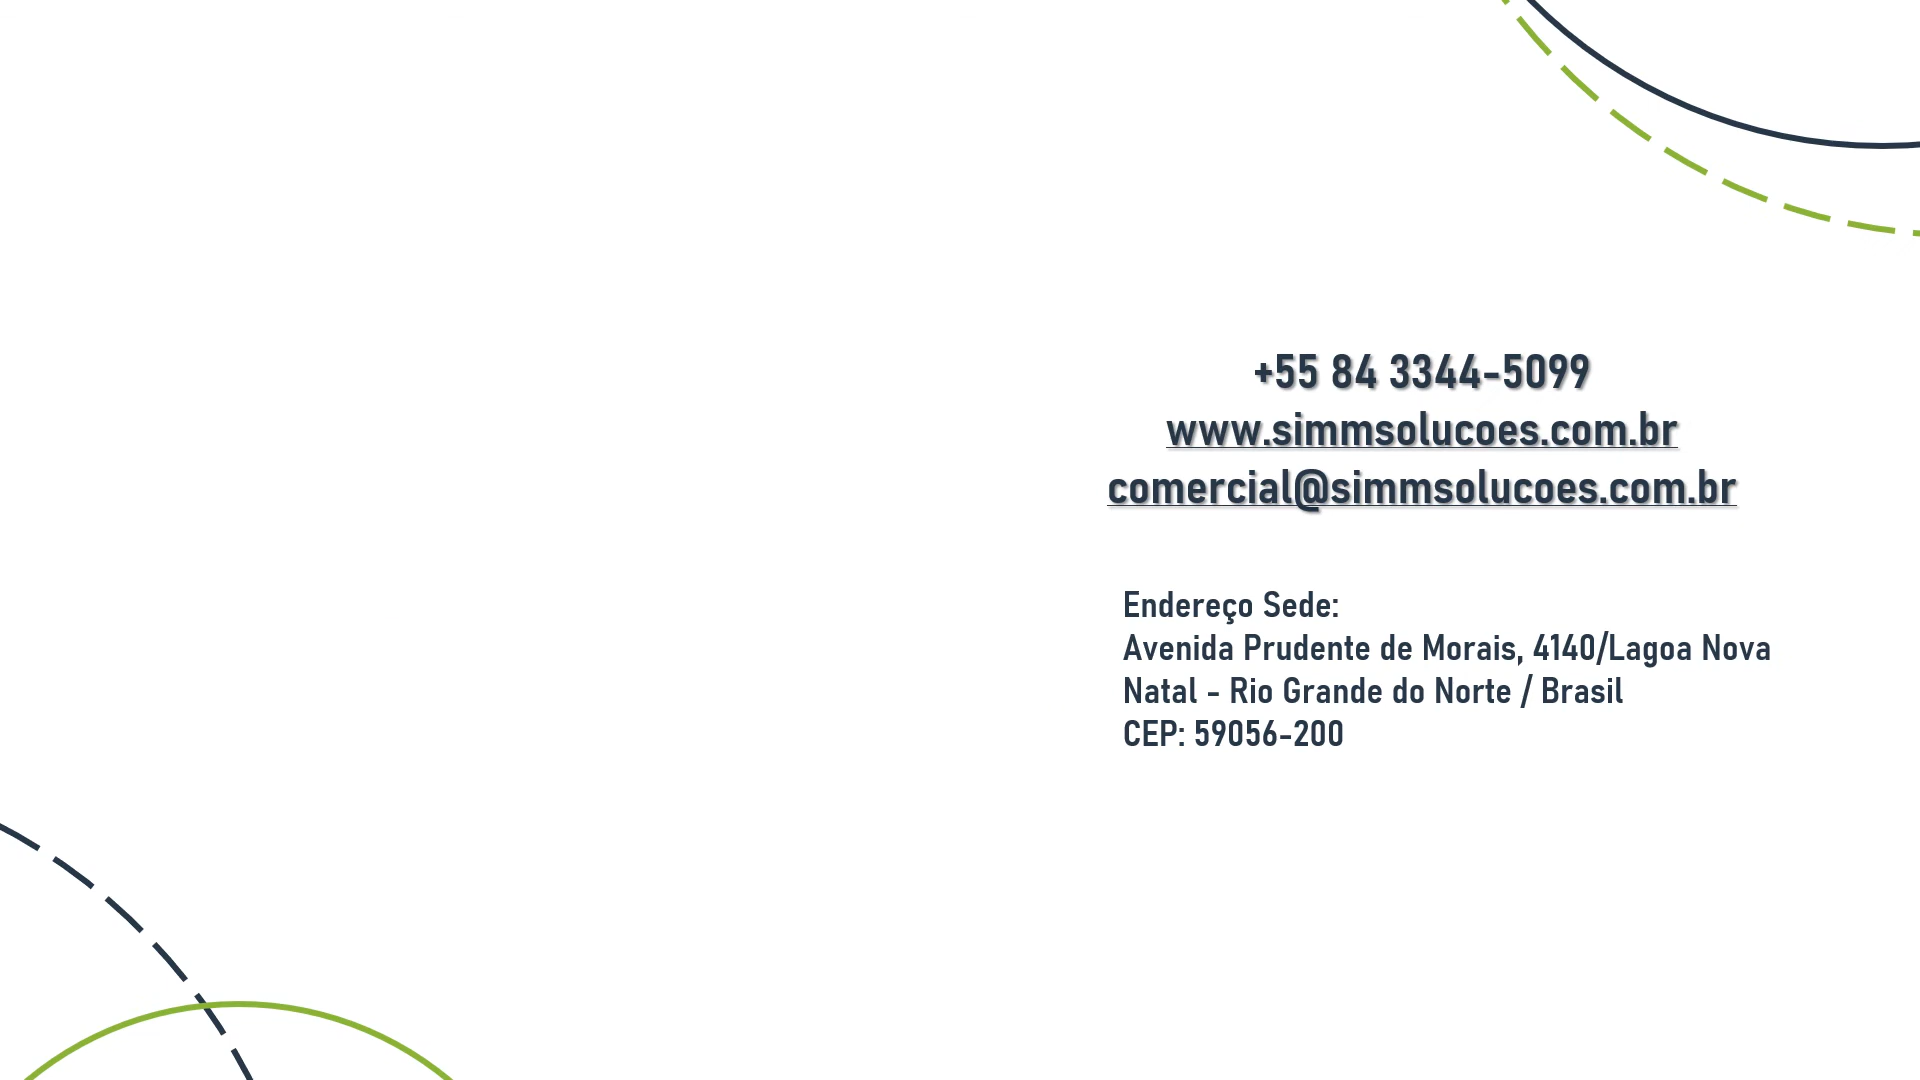 +55 84 3344-5099
www.simmsolucoes.com.br
comercial@simmsolucoes.com.br
Endereço Sede:
Avenida Prudente de Morais, 4140/Lagoa Nova
Natal - Rio Grande do Norte / Brasil
CEP: 59056-200